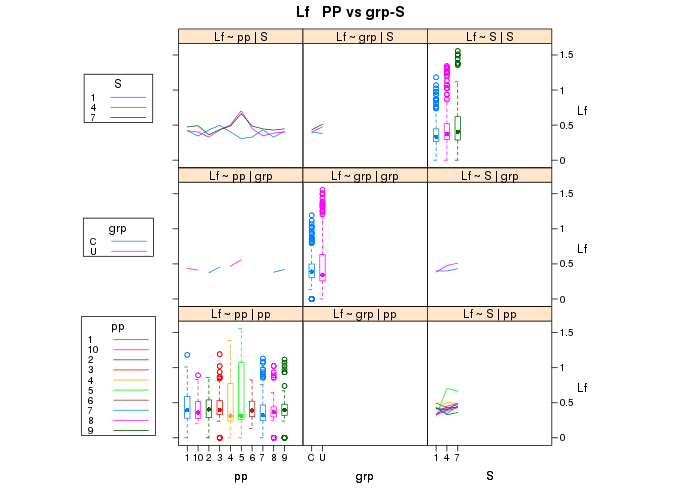 Lf PP vs grp-S
Lf ~ pp | S
Lf ~ grp | S
Lf ~ S | S
S
1
4
7
1.5
1
0.5
0
Lf
Lf ~ pp | grp
Lf ~ grp | grp
Lf ~ S | grp
grp
C
U
1.5
1
0.5
0
Lf
Lf ~ pp | pp
Lf ~ grp | pp
Lf ~ S | pp
pp
1
10
2
3
4
5
6
7
8
9
1.5
1
0.5
0
Lf
1 10 2 3 4 5 6 7 8 9
C U
1 4 7
pp
grp
S